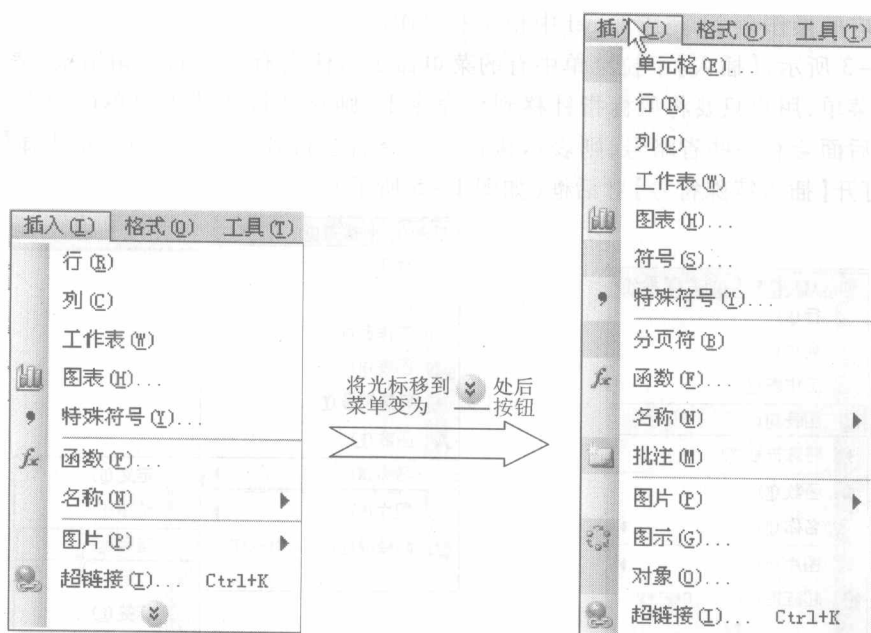 插入(I) 格式(O) 工具(T)
行(R)
列(C)
工作表(W)
图表(H)...
特殊符号(Y)...
函数(F)...
名称(N)
图片(P)
超链接(I)... Ctrl+K
将光标移到 处后
菜单变为 按钮
插入(I) 格式(O) 工具(T)
单元格(E)...
行(R)
列(C)
工作表(W)
图表(H)...
符号(S)...
特殊符号(Y)...
分页符(B)
函数(F)...
名称(N)
批注(M)
图片(P)
图示(G)...
对象(O)...
超链接(I)... Ctrl+K